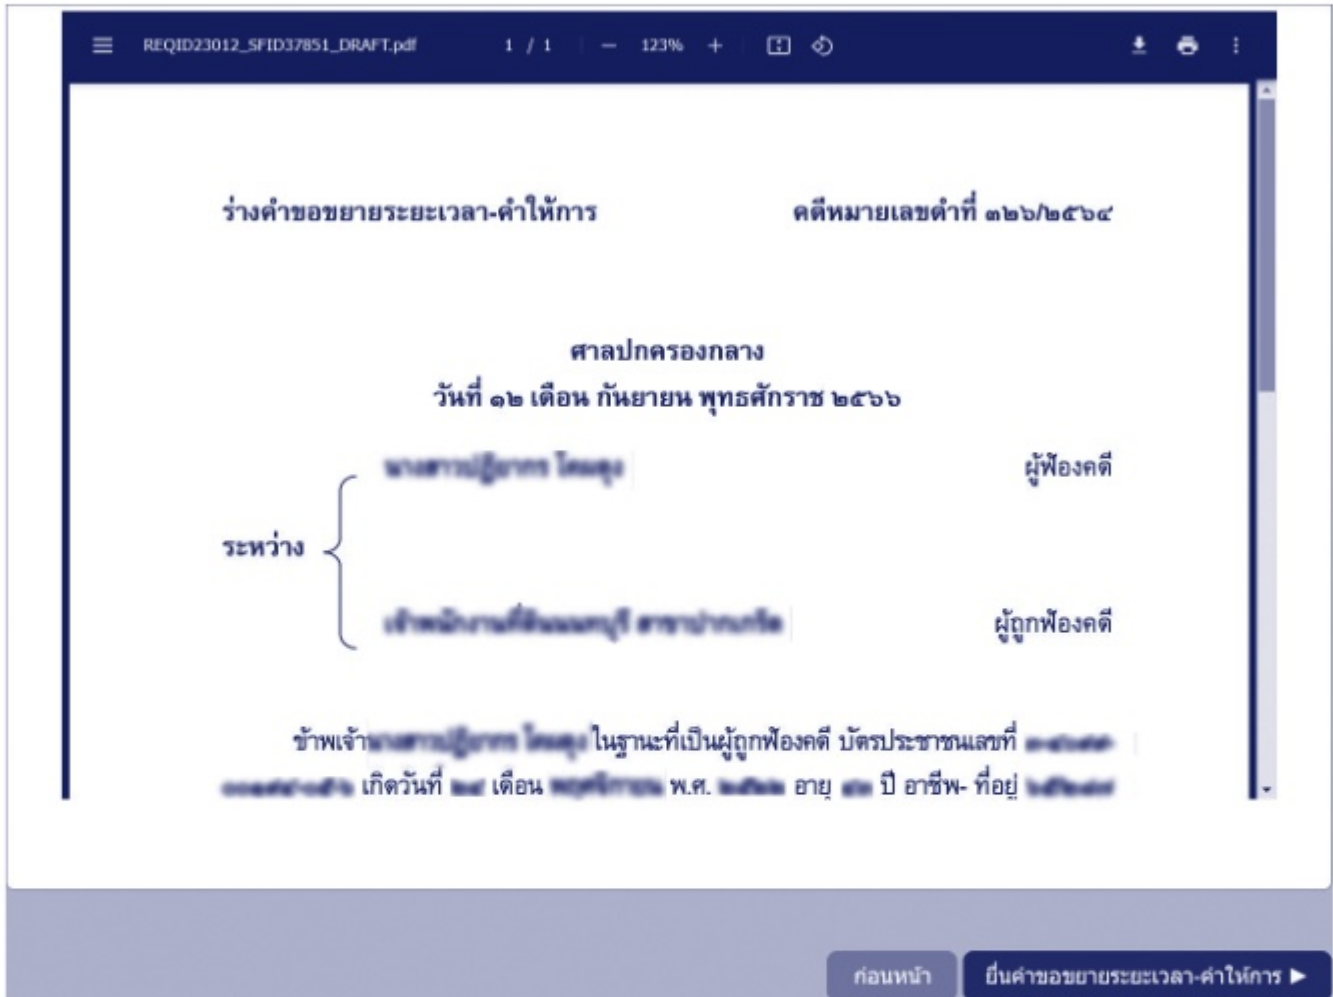 REQID23012_SFID37851_DRAFT.pdf 1 / 1 − 123% +
ร่างคำขอขยายระยะเวลา-คำให้การ คดีหมายเลขดำที่ ๓๒๖/๒๕๖๔
ศาลปกครองกลาง
วันที่ ๑๒ เดือน กันยายน พุทธศักราช ๒๕๖๖
ผู้ฟ้องคดี
ระหว่าง
ผู้ถูกฟ้องคดี
ข้าพเจ้า ในฐานะที่เป็นผู้ถูกฟ้องคดี บัตรประชาชนเลขที่
เกิดวันที่ เดือน พ.ศ. อายุ ปี อาชีพ- ที่อยู่
ก่อนหน้า ยื่นคำขอขยายระยะเวลา-คำให้การ ▶